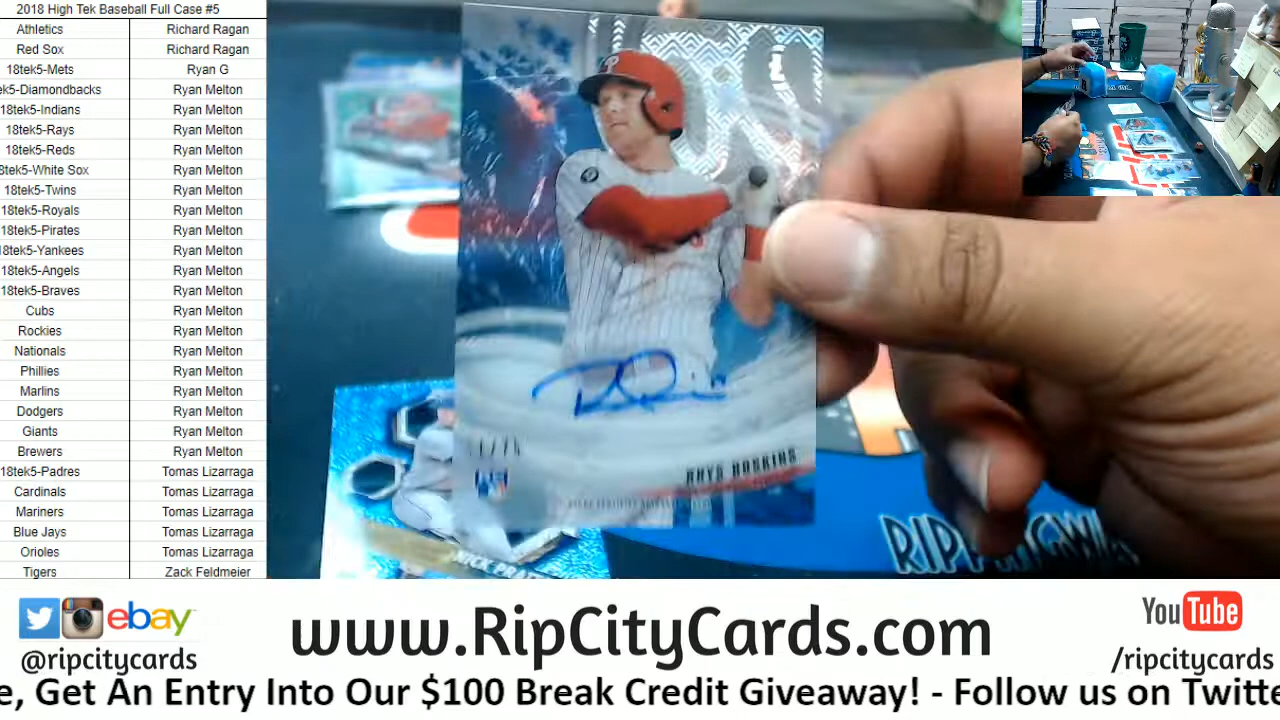 2018 High Tek Baseball Full Case #5
Athletics Richard Ragan
Red Sox Richard Ragan
18tek5-Mets Ryan G
ek5-Diamondbacks Ryan Melton
18tek5-Indians Ryan Melton
18tek5-Rays Ryan Melton
18tek5-Reds Ryan Melton
8tek5-White Sox Ryan Melton
18tek5-Twins Ryan Melton
18tek5-Royals Ryan Melton
18tek5-Pirates Ryan Melton
18tek5-Yankees Ryan Melton
18tek5-Angels Ryan Melton
18tek5-Braves Ryan Melton
Cubs Ryan Melton
Rockies Ryan Melton
Nationals Ryan Melton
Phillies Ryan Melton
Marlins Ryan Melton
Dodgers Ryan Melton
Giants Ryan Melton
Brewers Ryan Melton
18tek5-Padres Tomas Lizarraga
Cardinals Tomas Lizarraga
Mariners Tomas Lizarraga
Blue Jays Tomas Lizarraga
Orioles Tomas Lizarraga
Tigers Zack Feldmeier
P
RHYS HOSKINS
NICK
ebay
@ripcitycards
www.RipCityCards.com
YouTube
/ripcitycards
e, Get An Entry Into Our $100 Break Credit Giveaway! - Follow us on Twitte